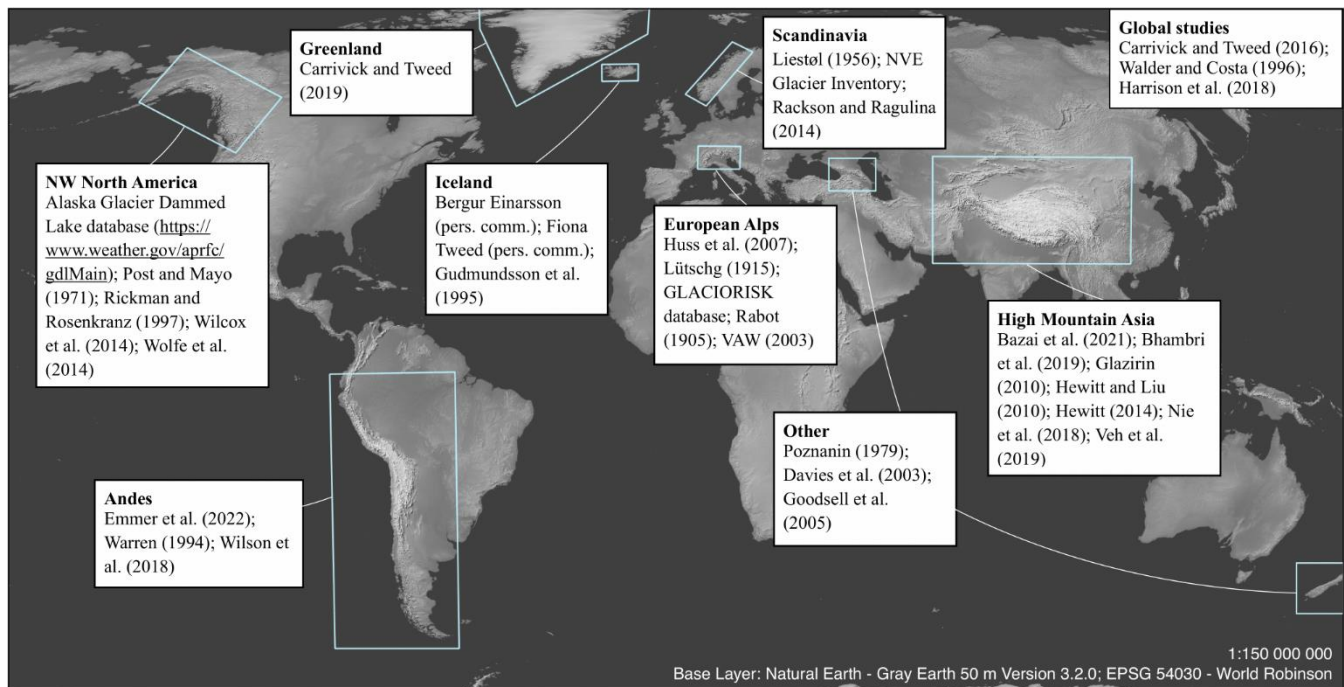 Greenland
Carrivick and Tweed
(2019)
Scandinavia
Liestøl (1956); NVE
Glacier Inventory;
Rackson and Ragulina
(2014)
Global studies
Carrivick and Tweed (2016);
Walder and Costa (1996);
Harrison et al. (2018)
NW North America
Alaska Glacier Dammed
Lake database (https://
www.weather.gov/aprfc/
gdlMain); Post and Mayo
(1971); Rickman and
Rosenkranz (1997); Wilcox
et al. (2014); Wolfe et al.
(2014)
Iceland
Bergur Einarsson
(pers. comm.); Fiona
Tweed (pers. comm.);
Gudmundsson et al.
(1995)
European Alps
Huss et al. (2007);
Lütschg (1915);
GLACIORISK
database; Rabot
(1905); VAW (2003)
High Mountain Asia
Bazai et al. (2021); Bhambri
et al. (2019); Glazirin
(2010); Hewitt and Liu
(2010); Hewitt (2014); Nie
et al. (2018); Veh et al.
(2019)
Other
Poznanin (1979);
Davies et al. (2003);
Goodsell et al.
(2005)
Andes
Emmer et al. (2022);
Warren (1994); Wilson et
al. (2018)
1:150 000 000
Base Layer: Natural Earth - Gray Earth 50 m Version 3.2.0; EPSG 54030 - World Robinson